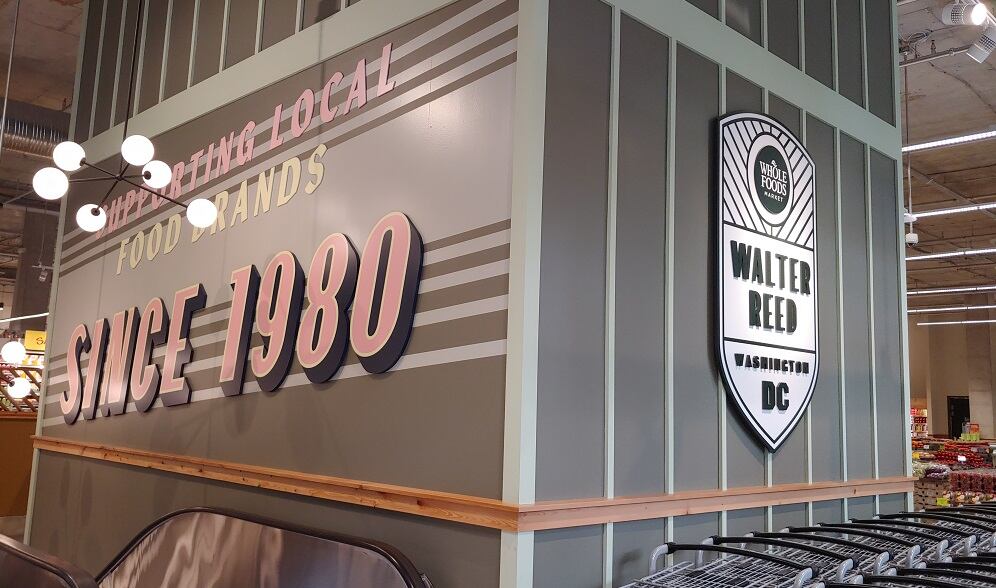 SUPPORTING LOCAL
FOOD BRANDS
SINCE 1980
WHOLE
FOODS
MARKET
WALTER
REED
WASHINGTON
DC